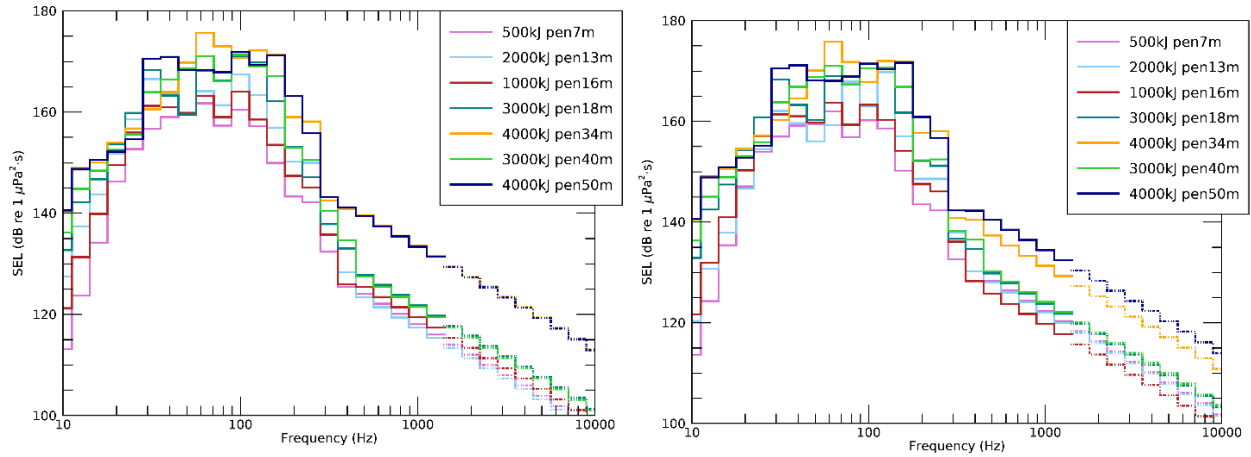 180
160
140
120
100
SEL (dB re 1 μPa²·s)
500kJ pen7m
2000kJ pen13m
1000kJ pen16m
3000kJ pen18m
4000kJ pen34m
3000kJ pen40m
4000kJ pen50m
10 100 1000 10000
Frequency (Hz)
180
160
140
120
100
SEL (dB re 1 μPa²·s)
500kJ pen7m
2000kJ pen13m
1000kJ pen16m
3000kJ pen18m
4000kJ pen34m
3000kJ pen40m
4000kJ pen50m
10 100 1000 10000
Frequency (Hz)